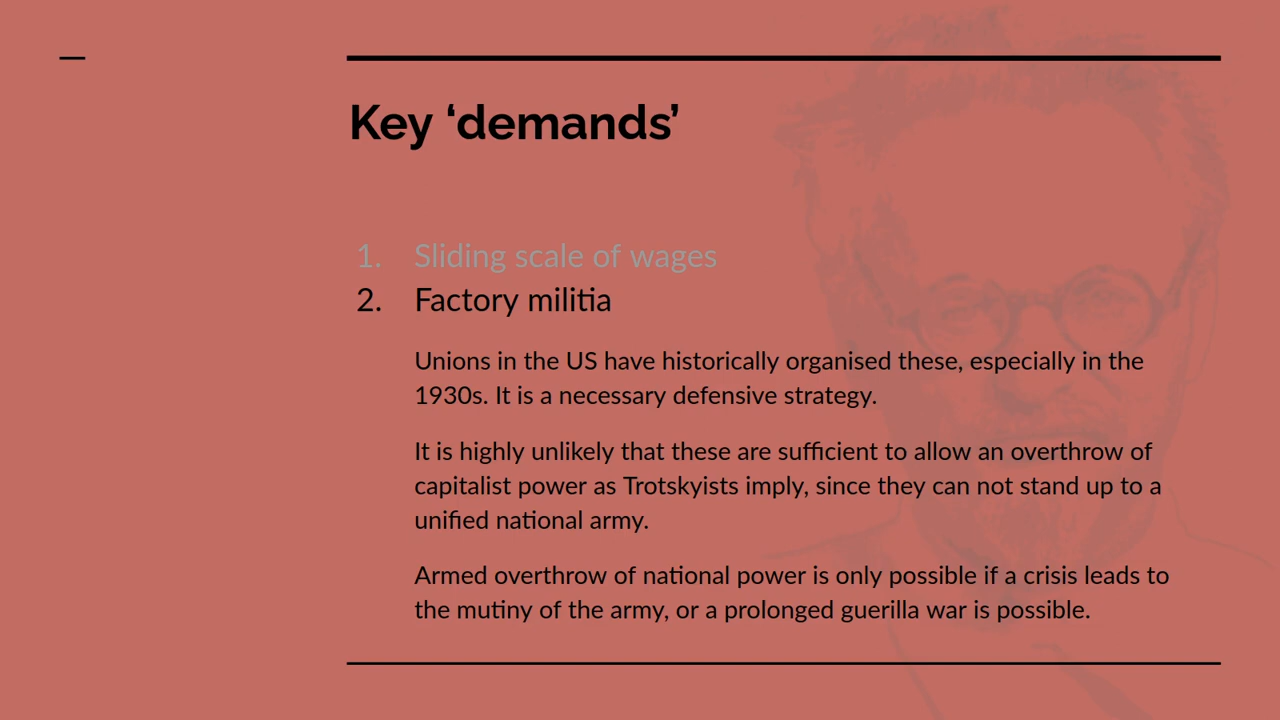 Key ‘demands’
1. Sliding scale of wages
2. Factory militia
Unions in the US have historically organised these, especially in the
1930s. It is a necessary defensive strategy.
It is highly unlikely that these are sufficient to allow an overthrow of
capitalist power as Trotskyists imply, since they can not stand up to a
unified national army.
Armed overthrow of national power is only possible if a crisis leads to
the mutiny of the army, or a prolonged guerilla war is possible.